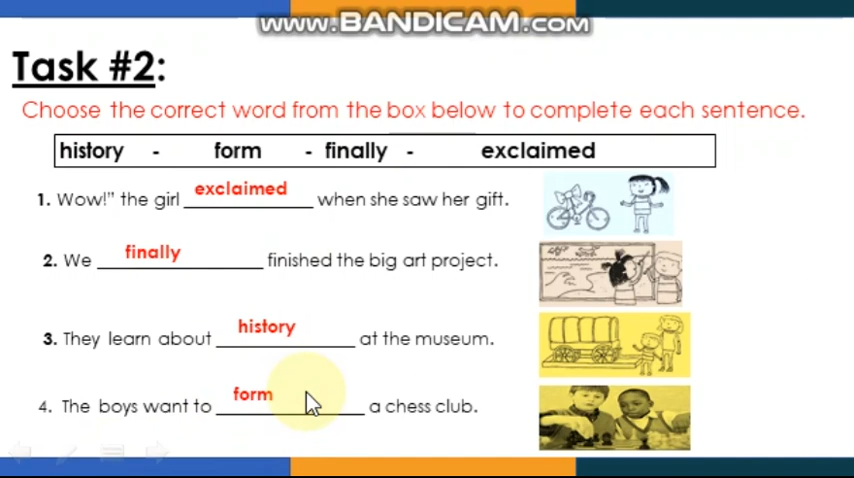 WWW.BANDICAM.COM
Task #2:
Choose the correct word from the box below to complete each sentence.
history - form - finally - exclaimed
1. Wow!" the girl exclaimed when she saw her gift.
2. We finally finished the big art project.
3. They learn about history at the museum.
4. The boys want to form a chess club.